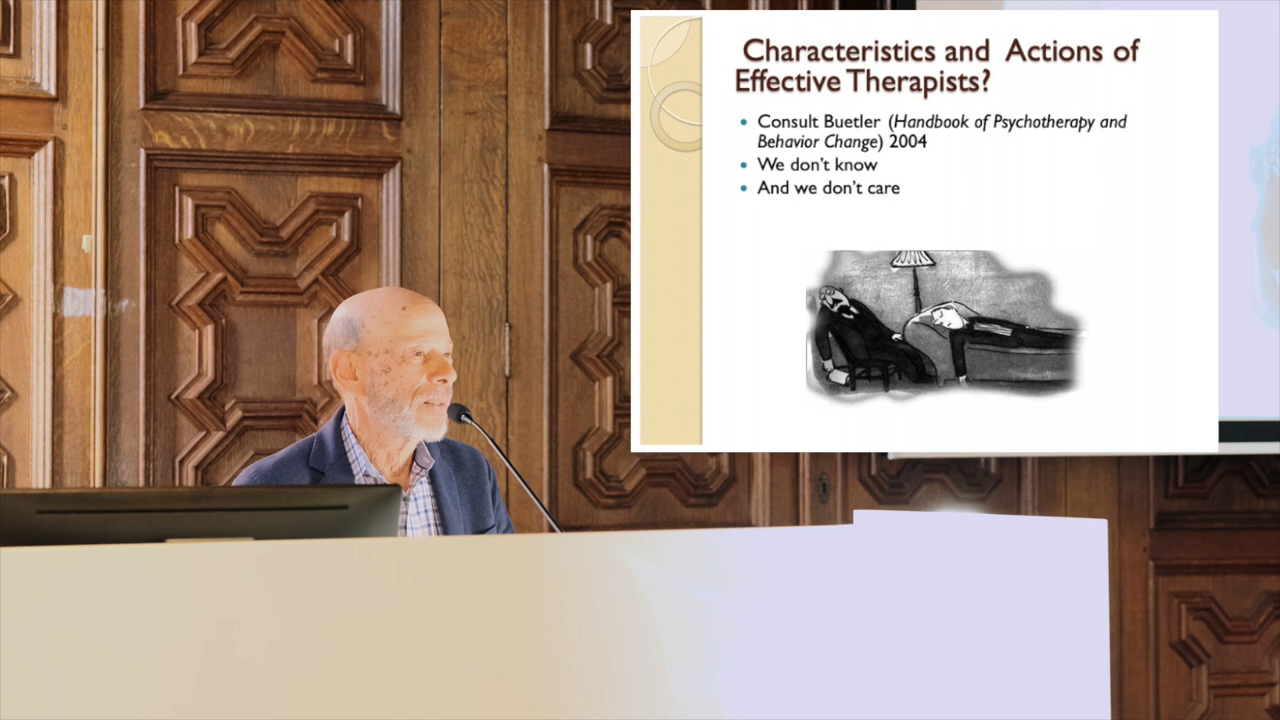 Characteristics and Actions of
Effective Therapists?
• Consult Buetler (Handbook of Psychotherapy and
Behavior Change) 2004
• We don't know
• And we don't care